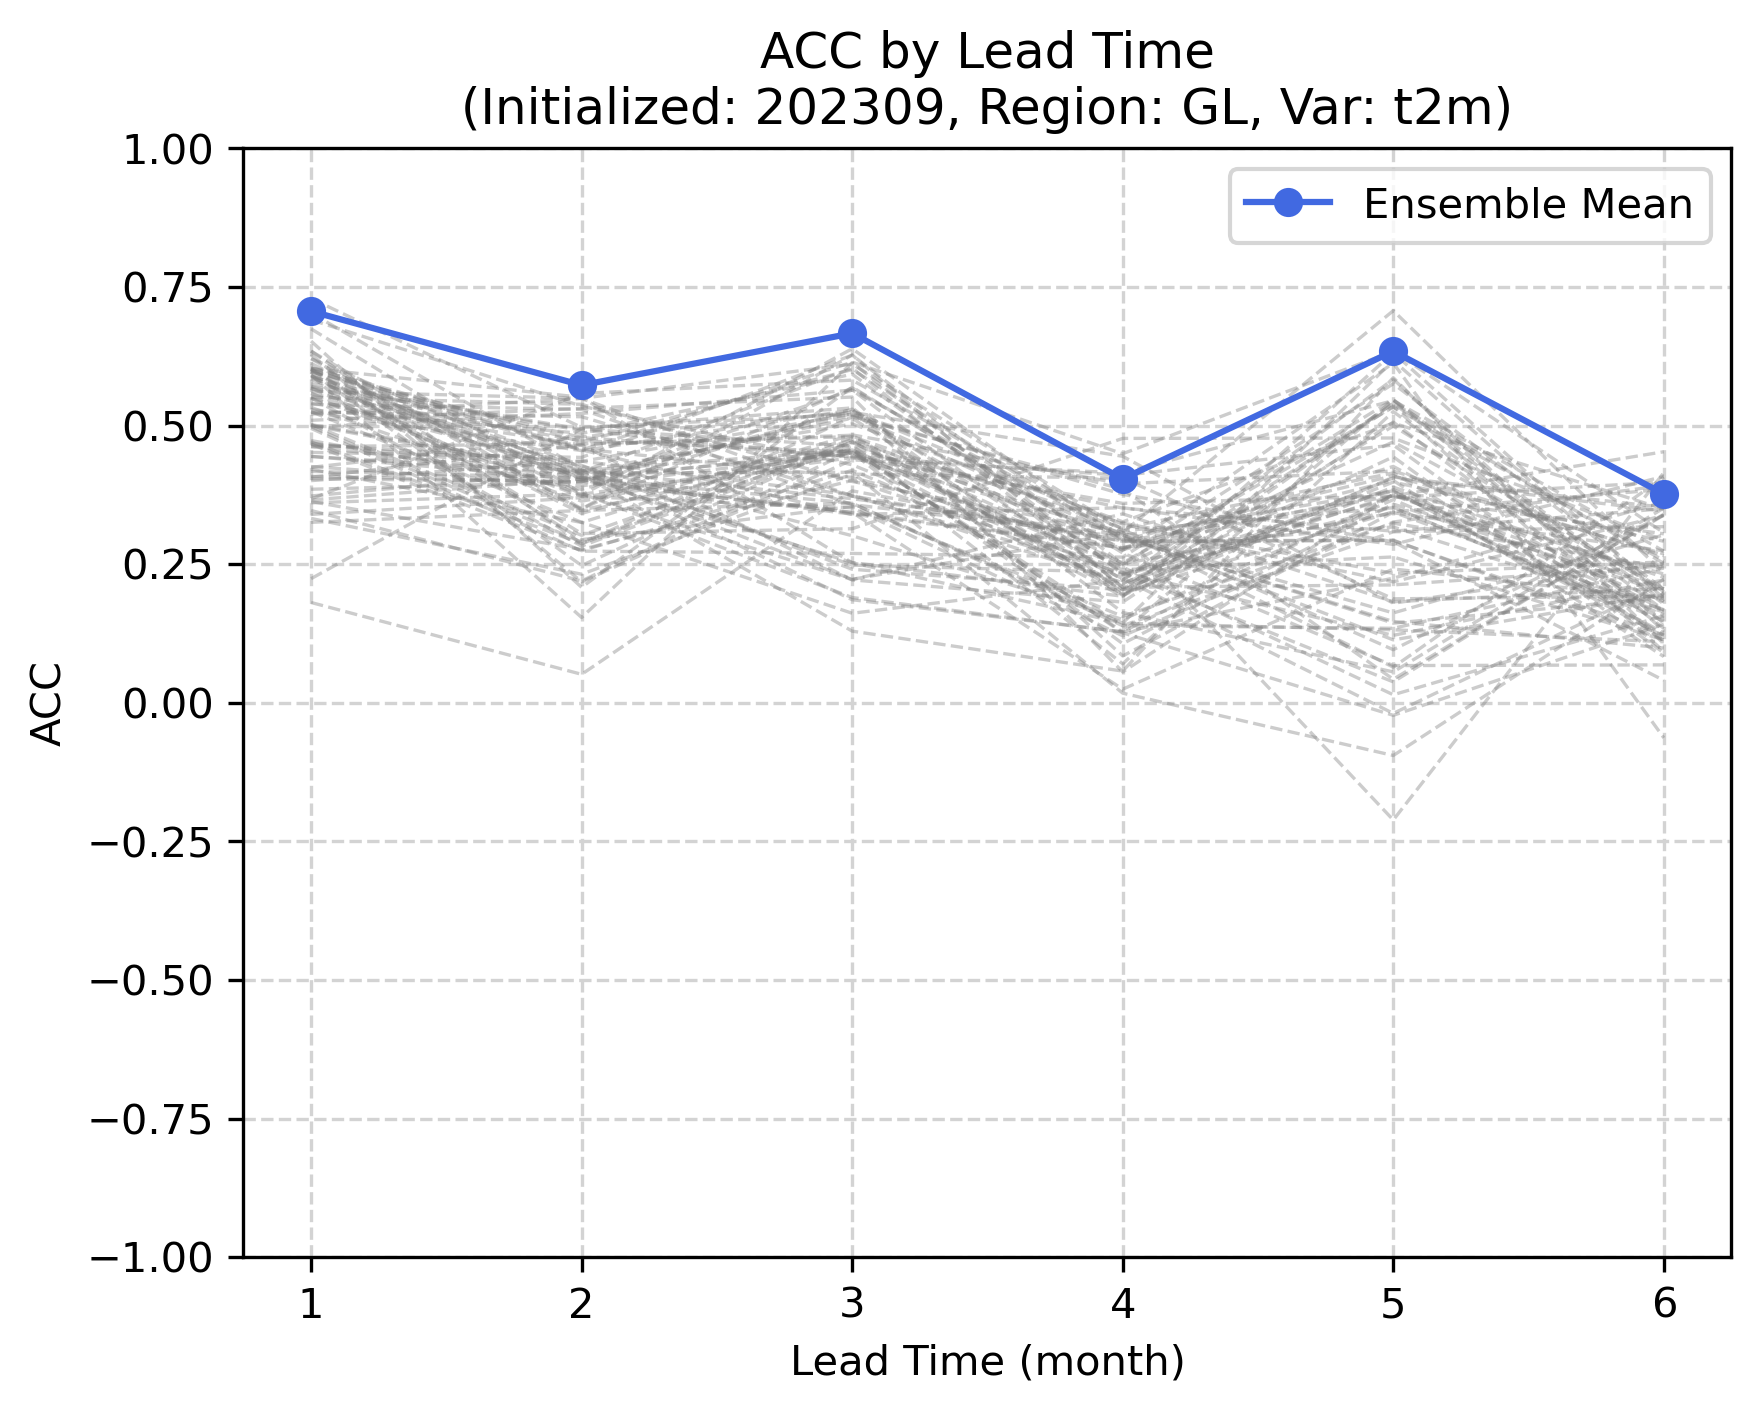 ACC by Lead Time
(Initialized: 202309, Region: GL, Var: t2m)
Ensemble Mean
1.00
0.75
0.50
0.25
0.00
−0.25
−0.50
−0.75
−1.00
ACC
1 2 3 4 5 6
Lead Time (month)